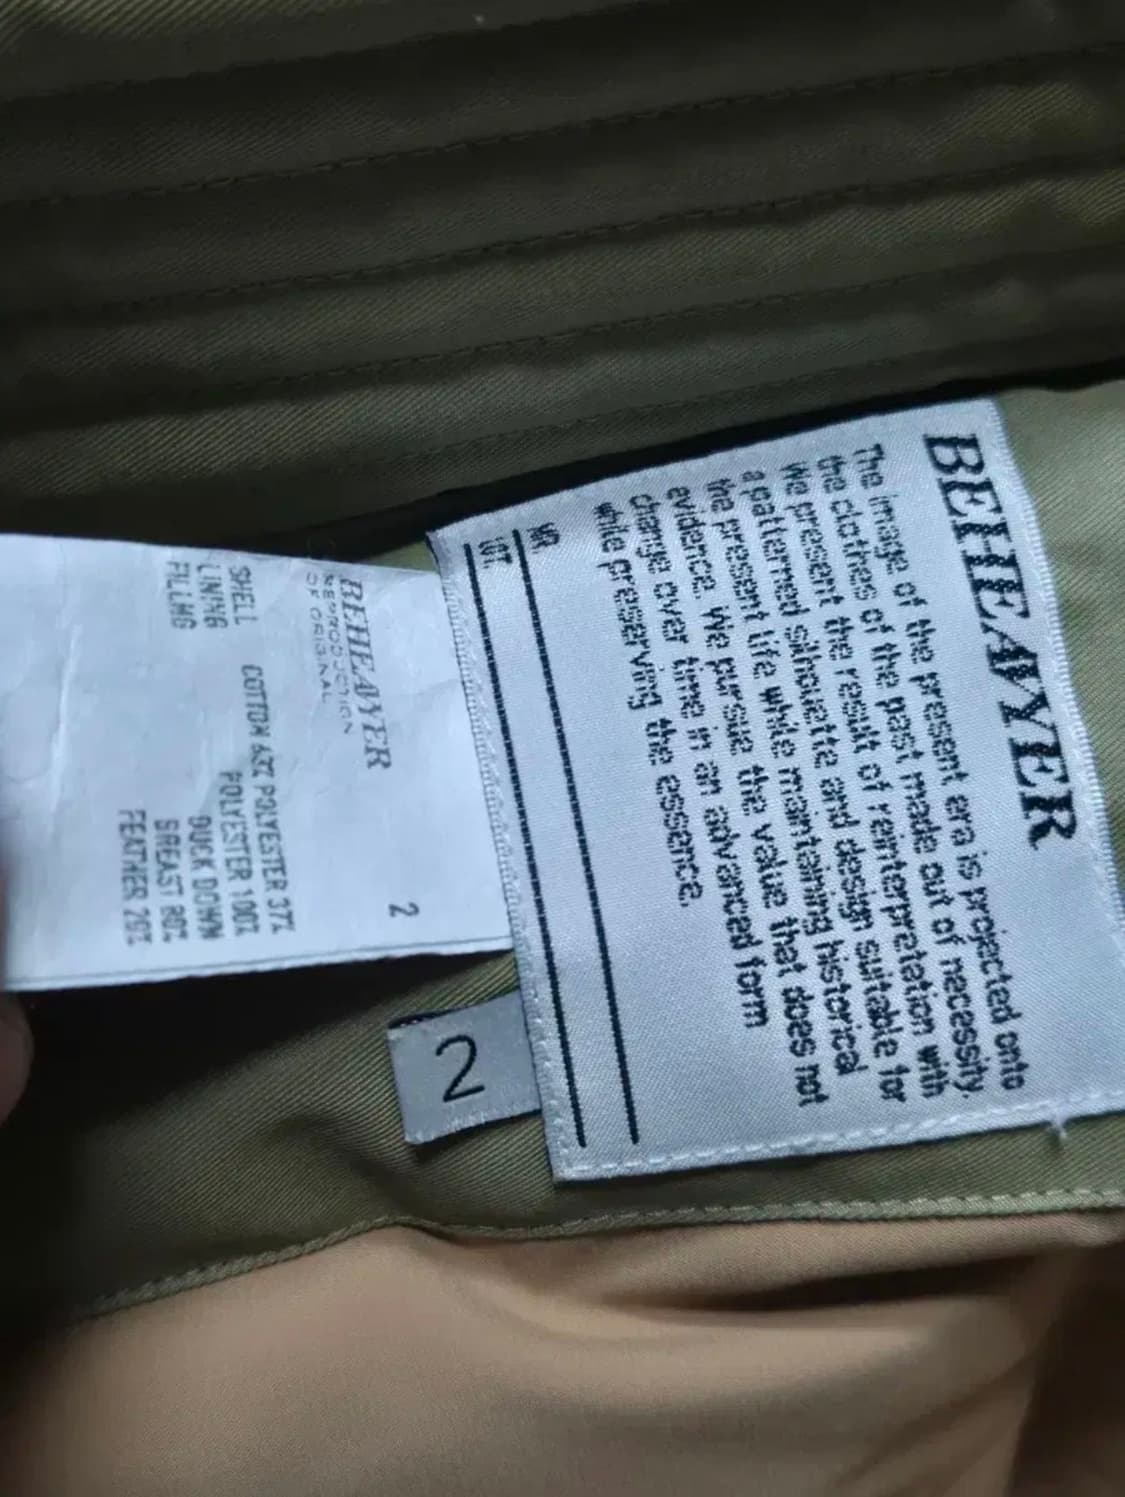 BEHEAVYER
The image of the present era is projected onto
the clothes of the past made out of necessity.
We present the result of reinterpretation with
a patterned silhouette and design suitable for
the present life while maintaining historical
evidence. We pursue the value that does not
change over time in an advanced form
while preserving the essence.
NR.
LOT.
2
BEHEAVYER 2
REPRODUCTION
OF ORIGINAL
SHELL COTTON 63% POLYESTER 37%
LINING POLYESTER 100%
FILLING DUCK DOWN
BREAST 80%
FEATHER 20%